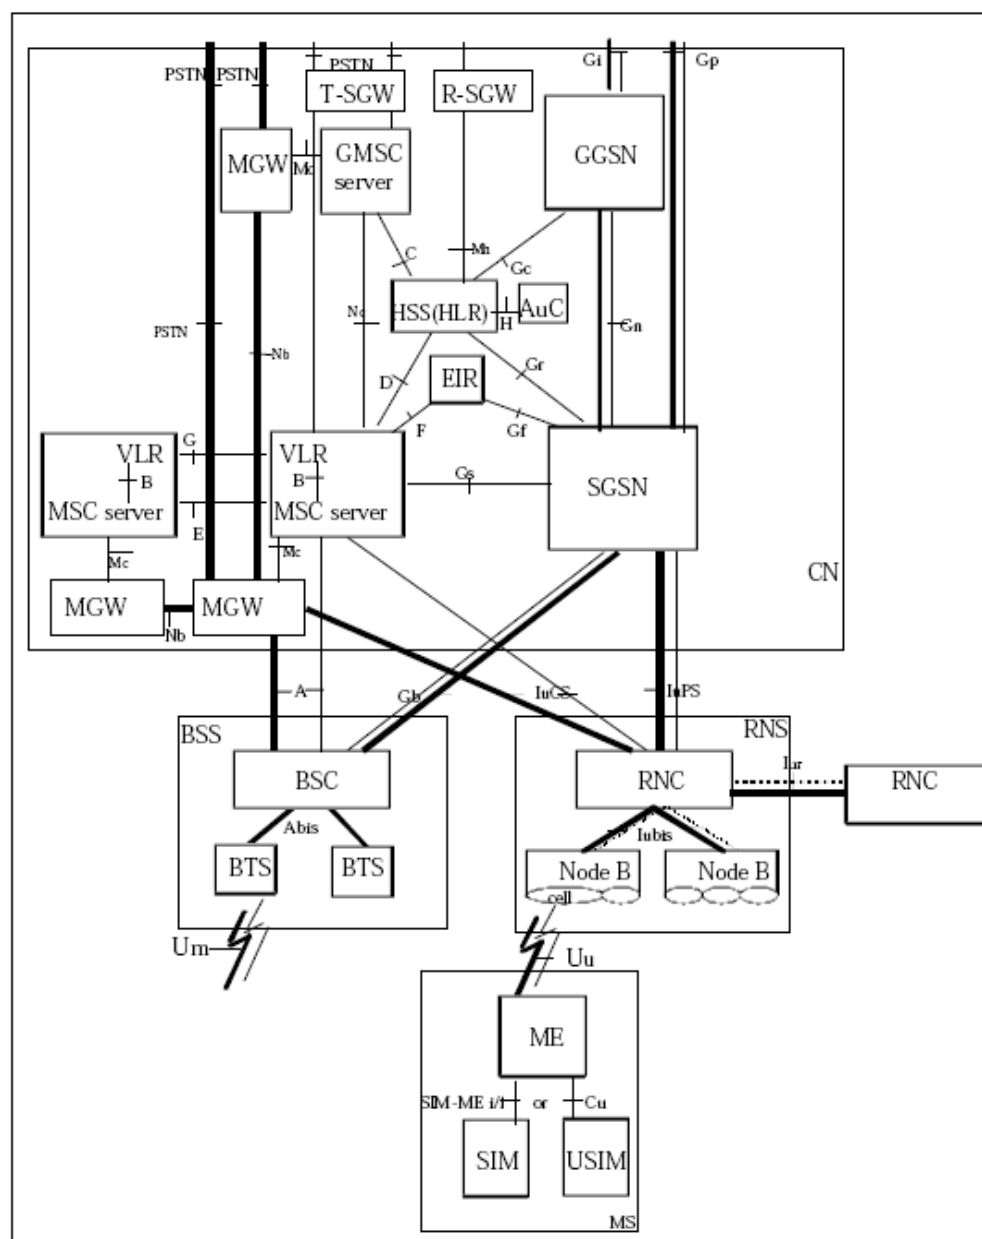 Gi
Gp
PSTN
PSTN
PSTN
T-SGW
R-SGW
MGW
Mc
GMSC
server
GGSN
C
Mh
Gc
HSS(HLR)
H
AuC
PSTN
Nb
Nc
Gn
D
EIR
Gr
F
Gf
VLR
G
VLR
B
B
Gs
SGSN
MSC server
E
MSC server
Mc
Mc
CN
MGW
MGW
Nb
A
Gb
IuCS
IuPS
BSS
RNS
BSC
RNC
Iur
RNC
Abis
Iubis
BTS
BTS
Node B
Node B
cell
Um
Uu
ME
SIM-ME i/f
or
Cu
SIM
USIM
MS